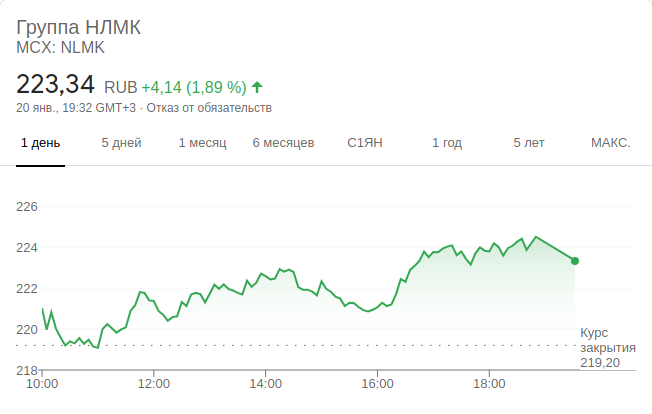 Группа НЛМК
MCX: NLMK
223,34 RUB +4,14 (1,89 %)
20 янв., 19:32 GMT+3 · Отказ от обязательств
1 день 5 дней 1 месяц 6 месяцев С1ЯН 1 год 5 лет МАКС.
226
224
222
220
218
Курс
закрытия
219,20
10:00 12:00 14:00 16:00 18:00